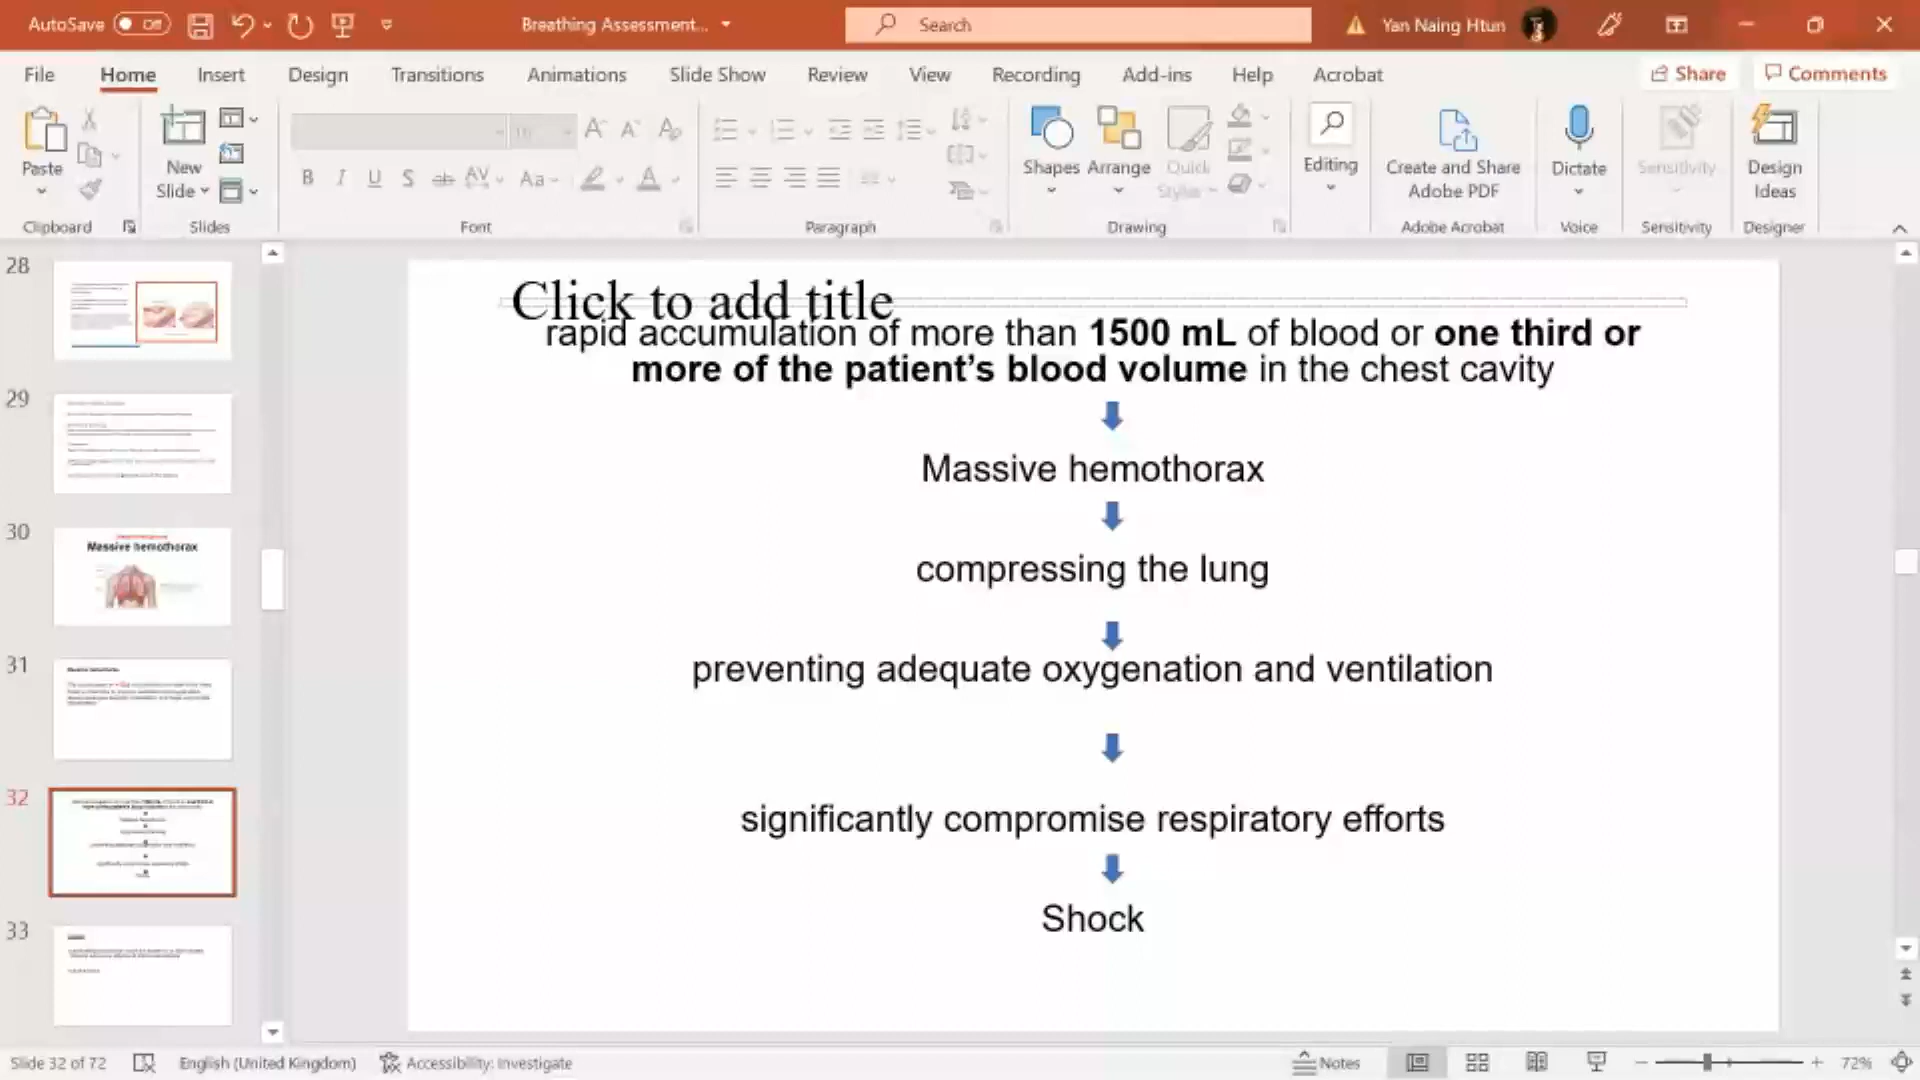 AutoSave Off
Breathing Assessment...
Search
Yan Naing Htun
File Home Insert Design Transitions Animations Slide Show Review View Recording Add-ins Help Acrobat
Share Comments
Paste
New
Slide
Shapes Arrange Quick
Styles
Editing
Create and Share
Adobe PDF
Dictate
Sensitivity
Design
Ideas
Clipboard Slides Font Paragraph Drawing Adobe Acrobat Voice Sensitivity Designer
28
29
30
Massive hemothorax
31
32
33
Click to add title
rapid accumulation of more than 1500 mL of blood or one third or
more of the patient’s blood volume in the chest cavity
Massive hemothorax
compressing the lung
preventing adequate oxygenation and ventilation
significantly compromise respiratory efforts
Shock
Slide 32 of 72 English (United Kingdom) Accessibility: Investigate Notes 72%